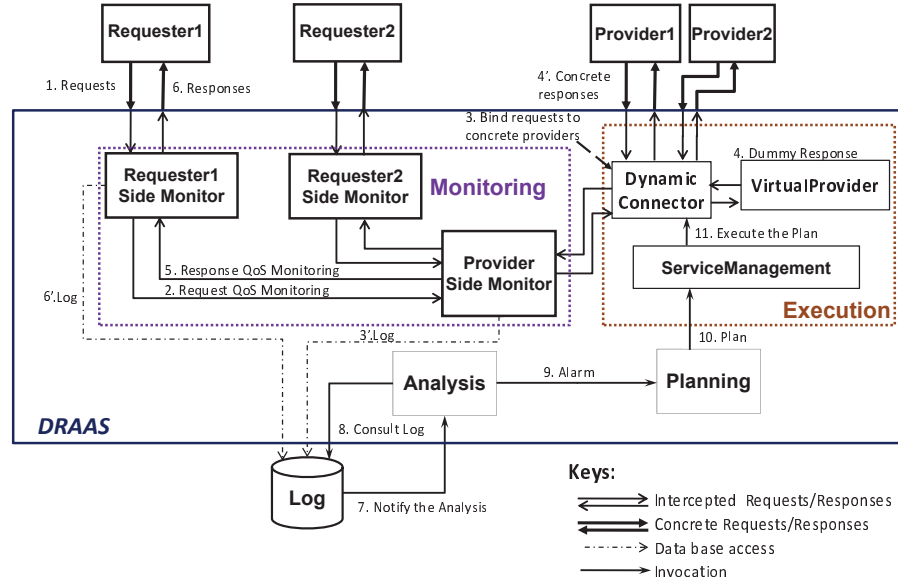 Requester1
Requester2
Provider1
Provider2
1. Requests
6. Responses
4'. Concrete
responses
3. Bind requests to
concrete providers
Requester1
Side Monitor
Requester2
Side Monitor
Monitoring
Dynamic
Connector
4. Dummy Response
VirtualProvider
11. Execute the Plan
Provider
Side Monitor
5. Response QoS Monitoring
2. Request QoS Monitoring
ServiceManagement
6'.Log
Execution
3'.Log
10. Plan
Analysis
9. Alarm
Planning
DRAAS
8. Consult Log
Log
7. Notify the Analysis
Keys:
Intercepted Requests/Responses
Concrete Requests/Responses
Data base access
Invocation